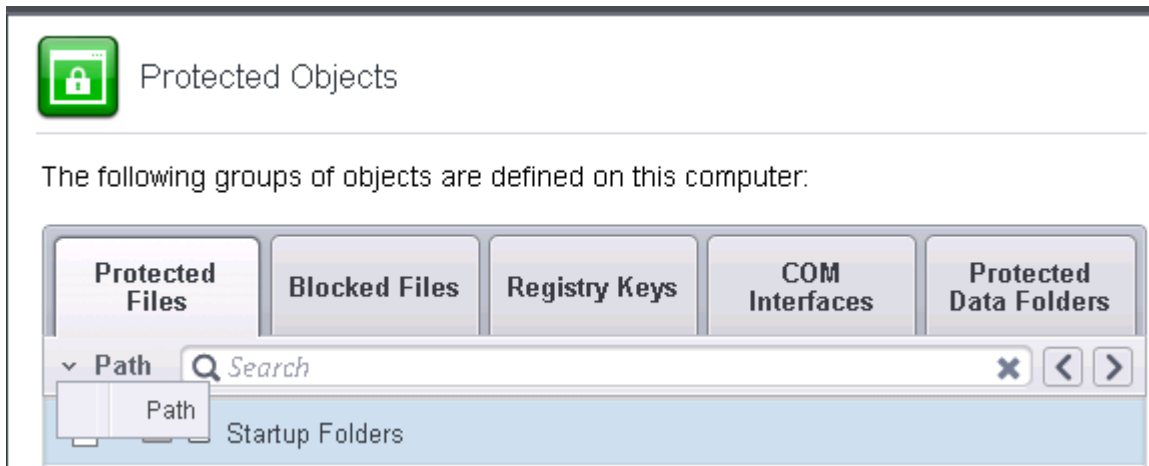 Protected Objects
The following groups of objects are defined on this computer:
Protected
Files
Blocked Files
Registry Keys
COM
Interfaces
Protected
Data Folders
Path
Search
Path
Startup Folders